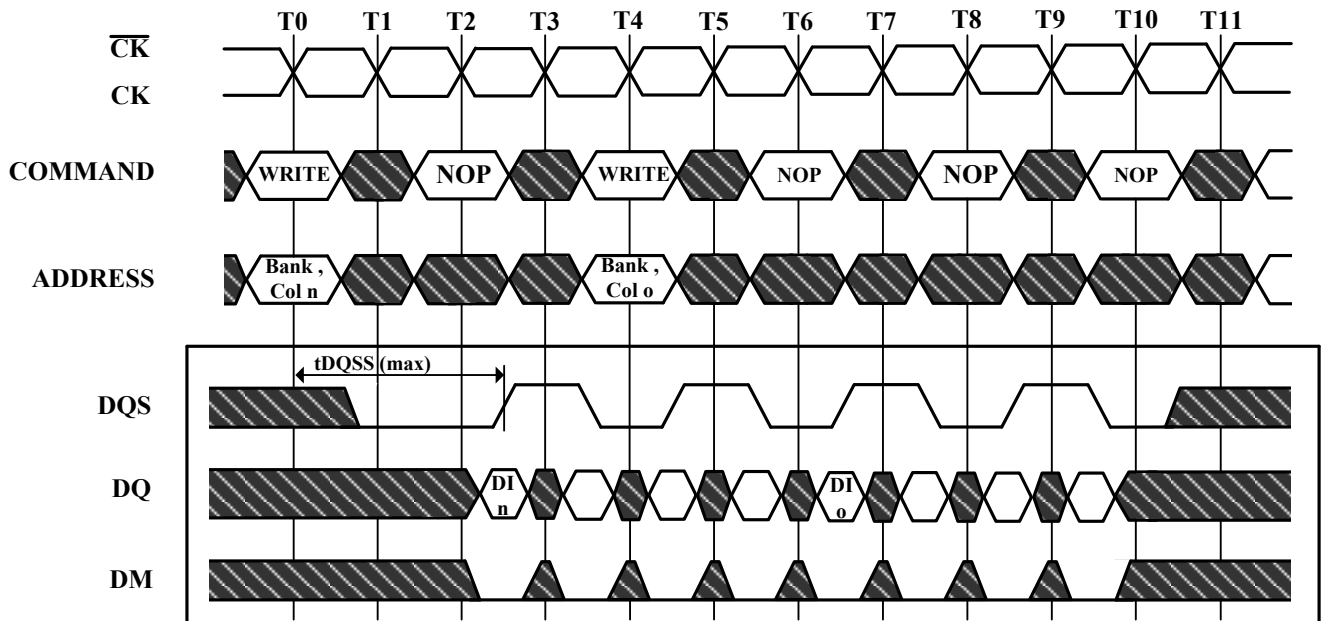 T0 T1 T2 T3 T4 T5 T6 T7 T8 T9 T10 T11
CK
CK
COMMAND WRITE NOP WRITE NOP NOP NOP
ADDRESS Bank , Col n Bank , Col o
tDQSS (max)
DQS
DQ DI n DI o
DM